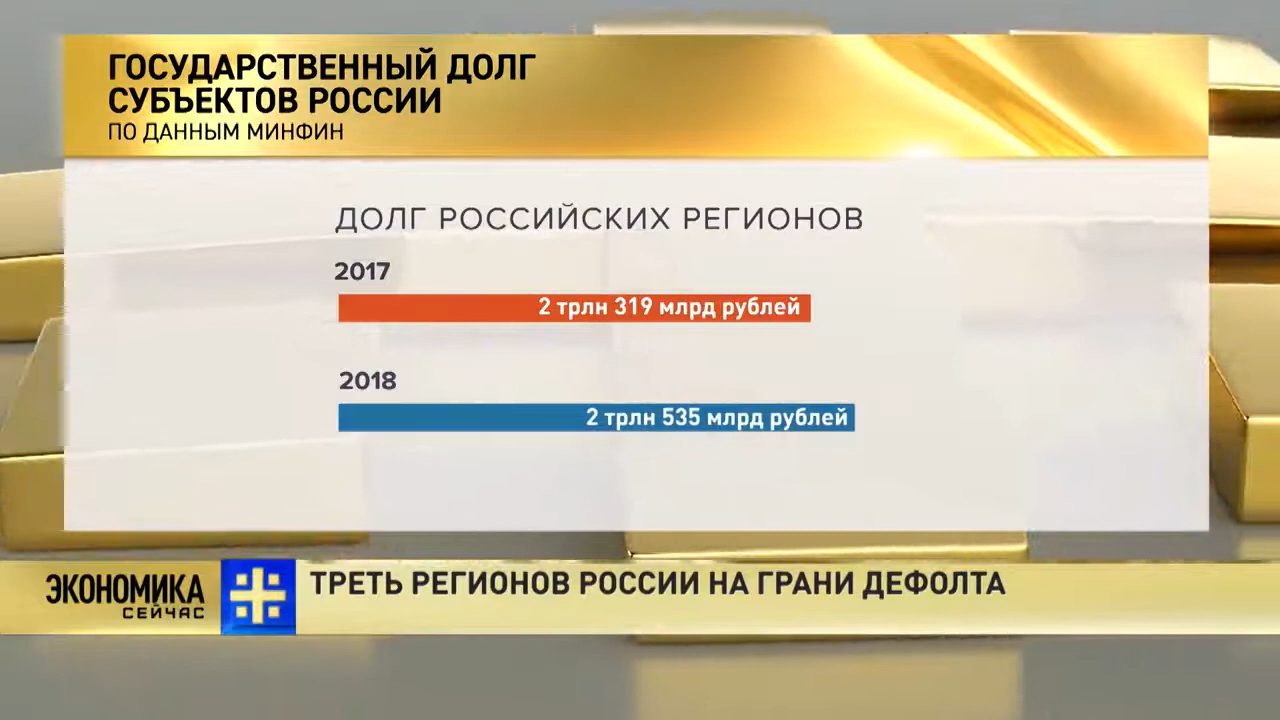 ГОСУДАРСТВЕННЫЙ ДОЛГ
СУБЪЕКТОВ РОССИИ
ПО ДАННЫМ МИНФИН
ДОЛГ РОССИЙСКИХ РЕГИОНОВ
2017
2 трлн 319 млрд рублей
2018
2 трлн 535 млрд рублей
ЭКОНОМИКА
СЕЙЧАС
ТРЕТЬ РЕГИОНОВ РОССИИ НА ГРАНИ ДЕФОЛТА